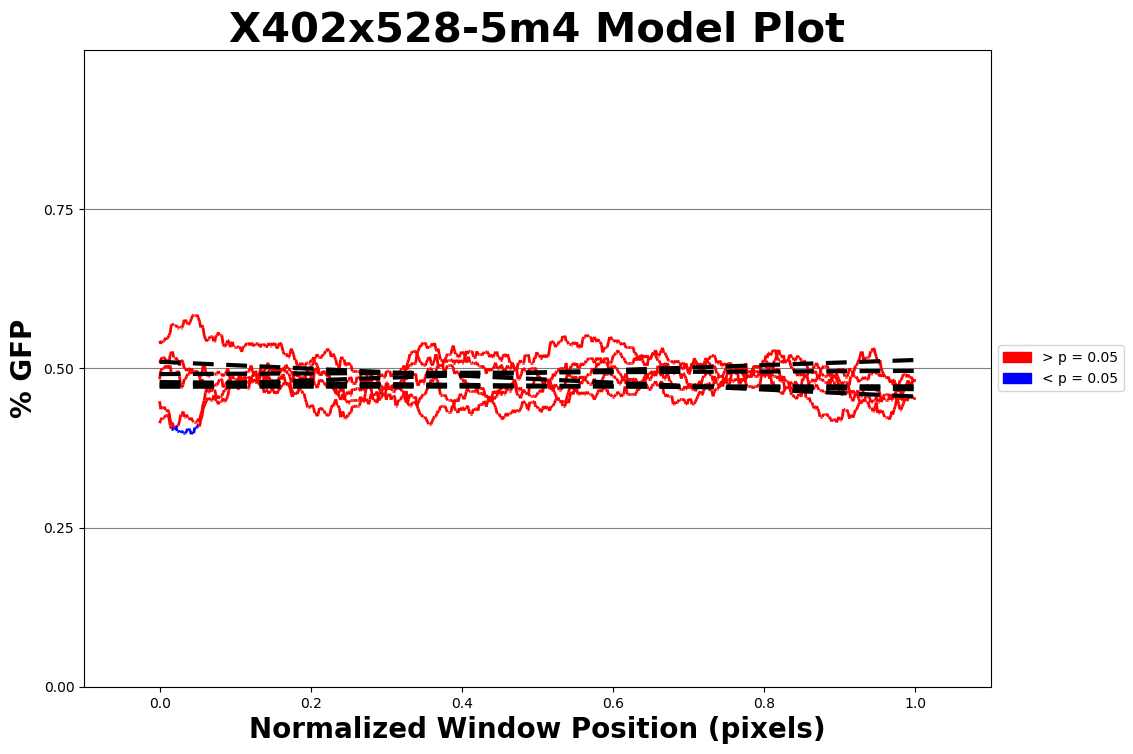 X402x528-5m4 Model Plot
% GFP
0.75
0.50
0.25
0.00
0.0 0.2 0.4 0.6 0.8 1.0
Normalized Window Position (pixels)
> p = 0.05
< p = 0.05